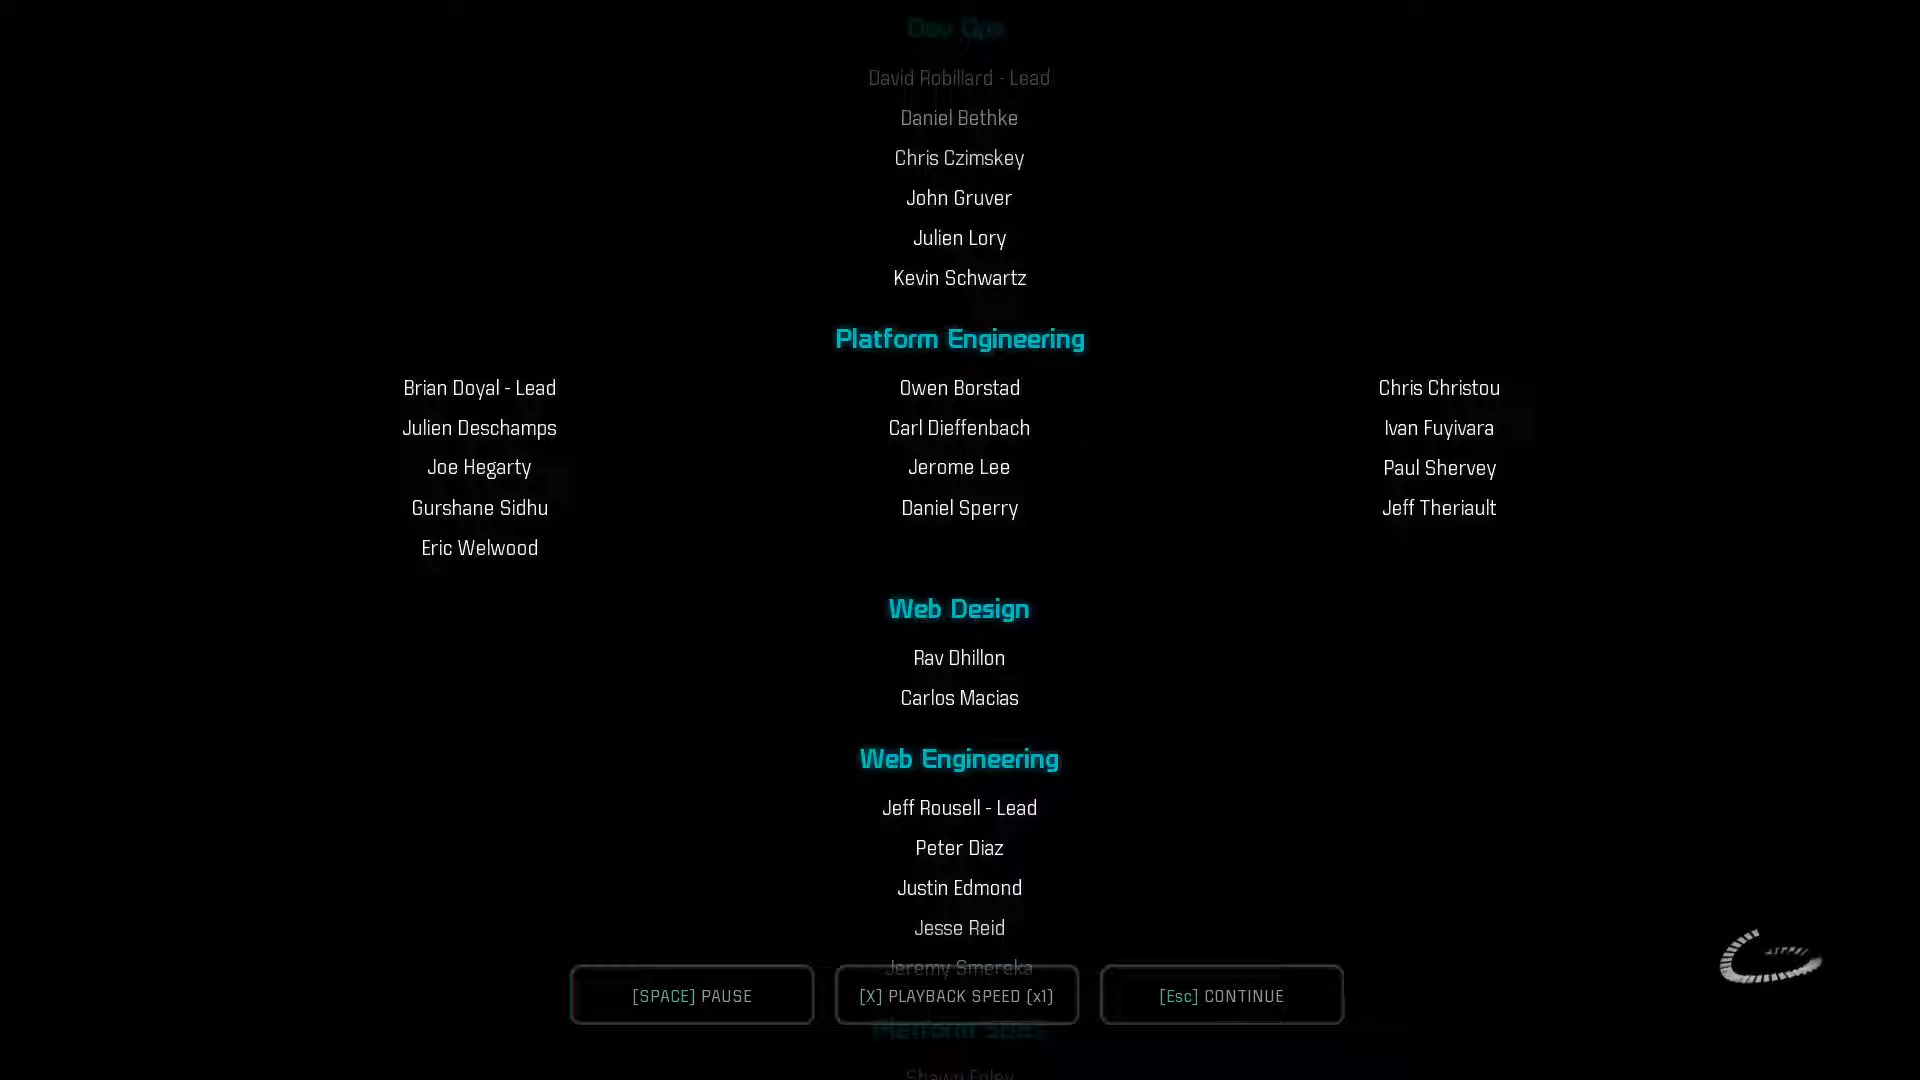 Dev Ops
David Robillard - Lead
Daniel Bethke
Chris Czimskey
John Gruver
Julien Lory
Kevin Schwartz
Platform Engineering
Brian Doyal - Lead Owen Borstad Chris Christou
Julien Deschamps Carl Dieffenbach Ivan Fuyivara
Joe Hegarty Jerome Lee Paul Shervey
Gurshane Sidhu Daniel Sperry Jeff Theriault
Eric Welwood
Web Design
Rav Dhillon
Carlos Macias
Web Engineering
Jeff Rousell - Lead
Peter Diaz
Justin Edmond
Jesse Reid
Jeremy Smereka
[SPACE] PAUSE [X] PLAYBACK SPEED (x1) [Esc] CONTINUE
Platform
Shawn